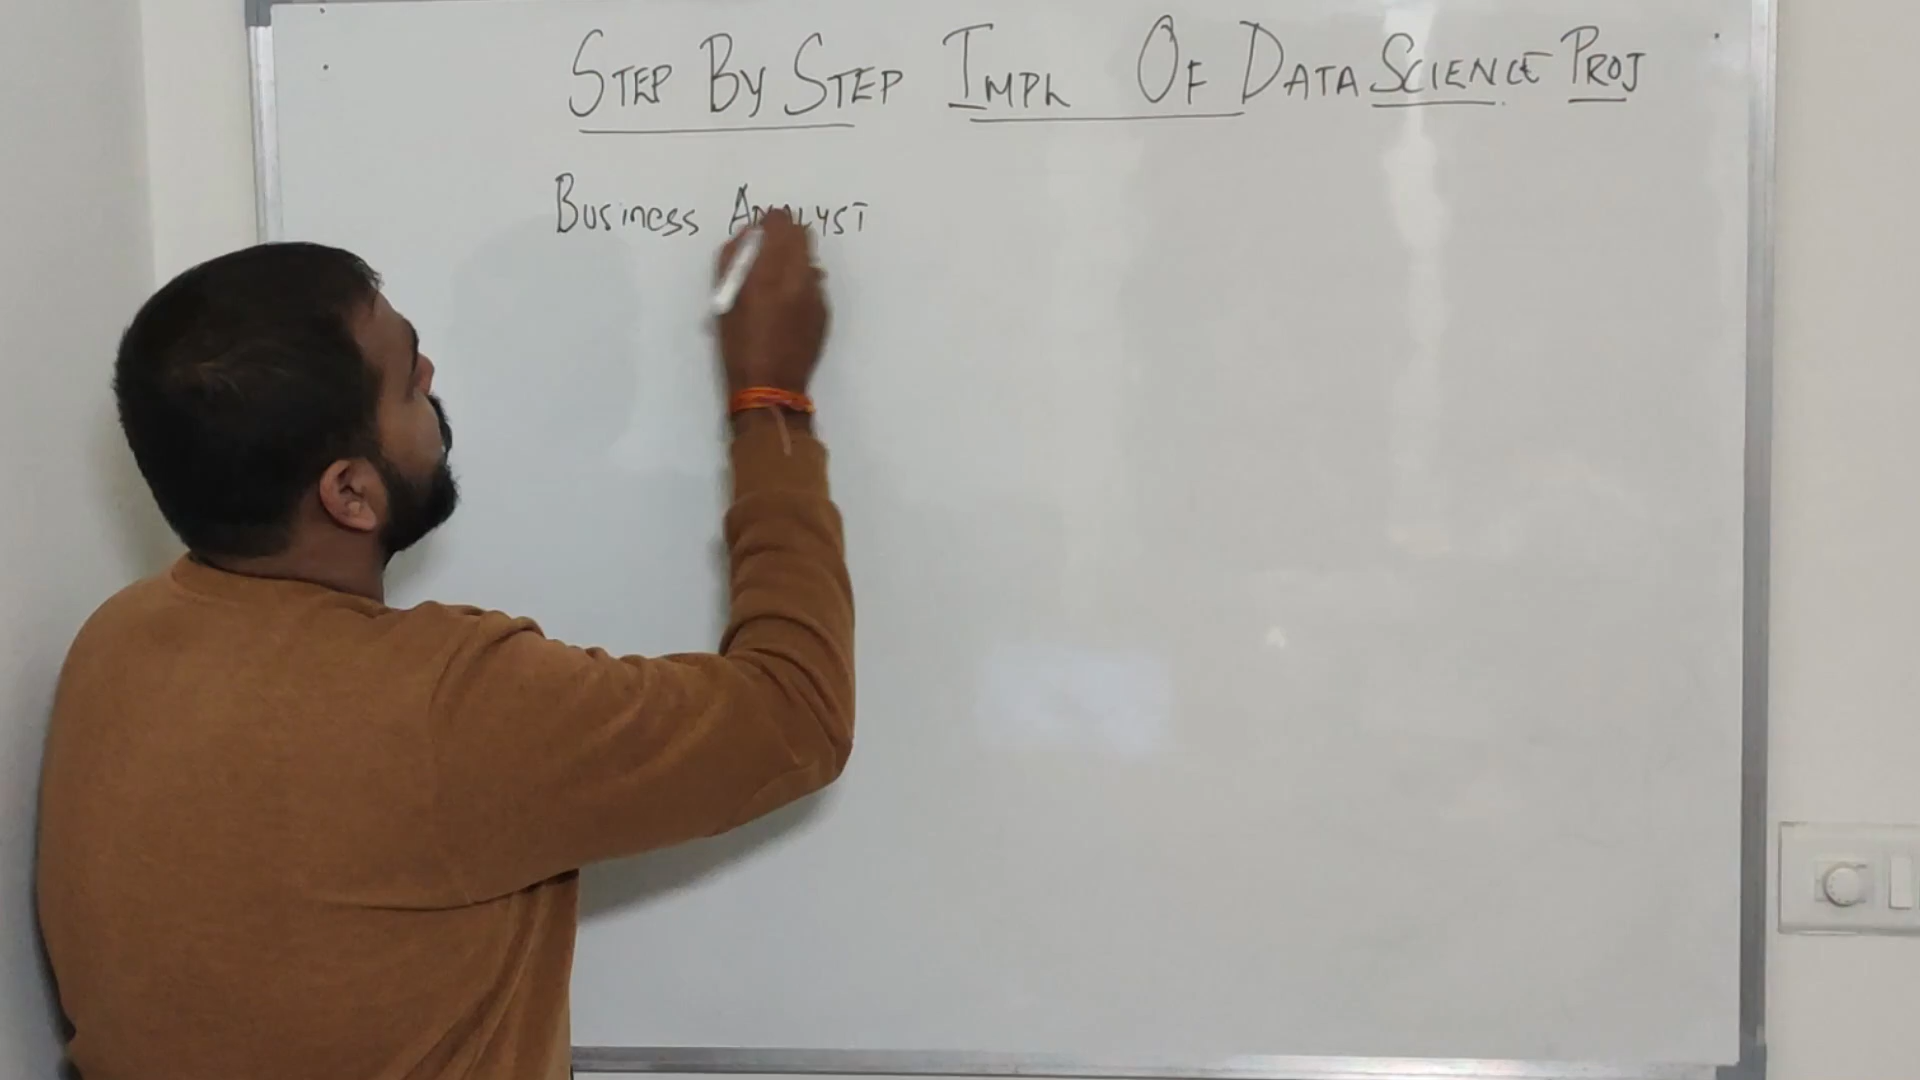 STEP BY STEP IMPL OF DATA SCIENCE PROJ
BUSINESS ANALYST